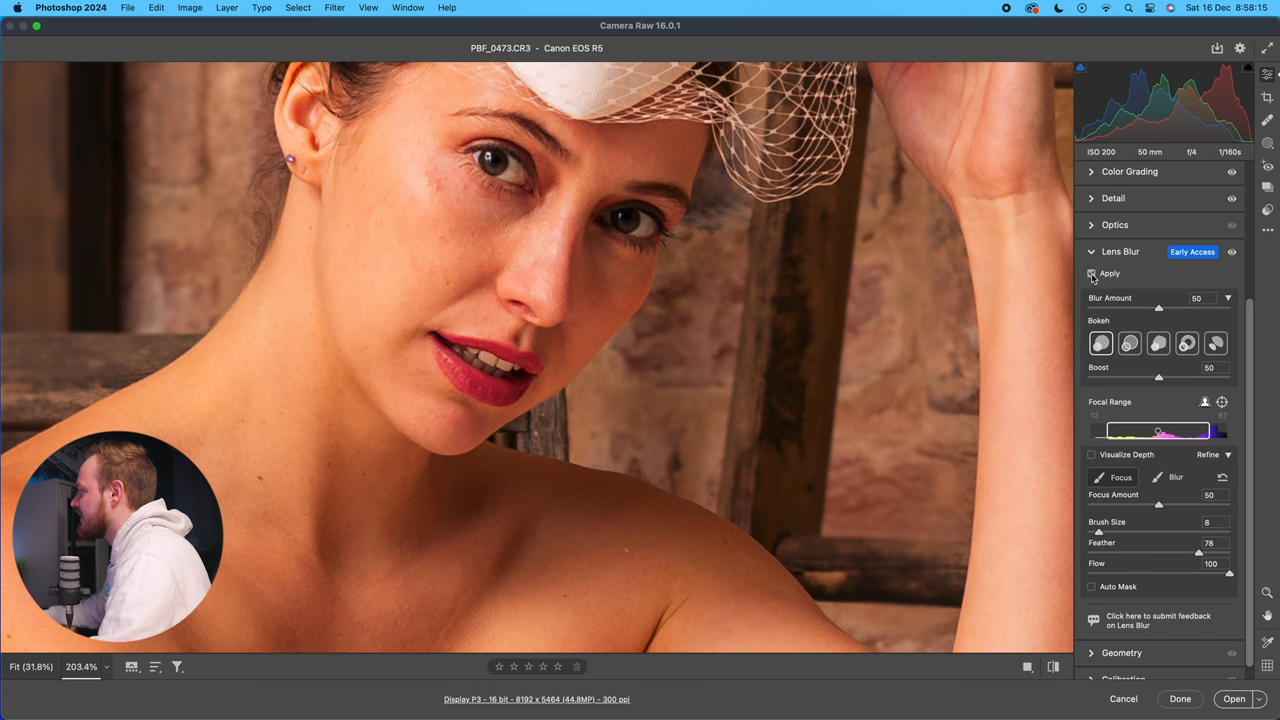 Photoshop 2024 File Edit Image Layer Type Select Filter View Window Help Sat 16 Dec 8:58:15
Camera Raw 16.0.1
PBF_0473.CR3 - Canon EOS R5
ISO 200 50 mm f/4 1/160s
Color Grading
Detail
Optics
Lens Blur Early Access
Apply
Blur Amount 50
Bokeh
Boost 50
Focal Range
12 87
Visualize Depth Refine
Focus Blur
Focus Amount 50
Brush Size 8
Feather 78
Flow 100
Auto Mask
Click here to submit feedback
on Lens Blur
Geometry
Calibration
Fit (31.8%) 203.4%
Display P3 - 16 bit - 8192 x 5464 (44.8MP) - 300 ppi
Cancel Done Open